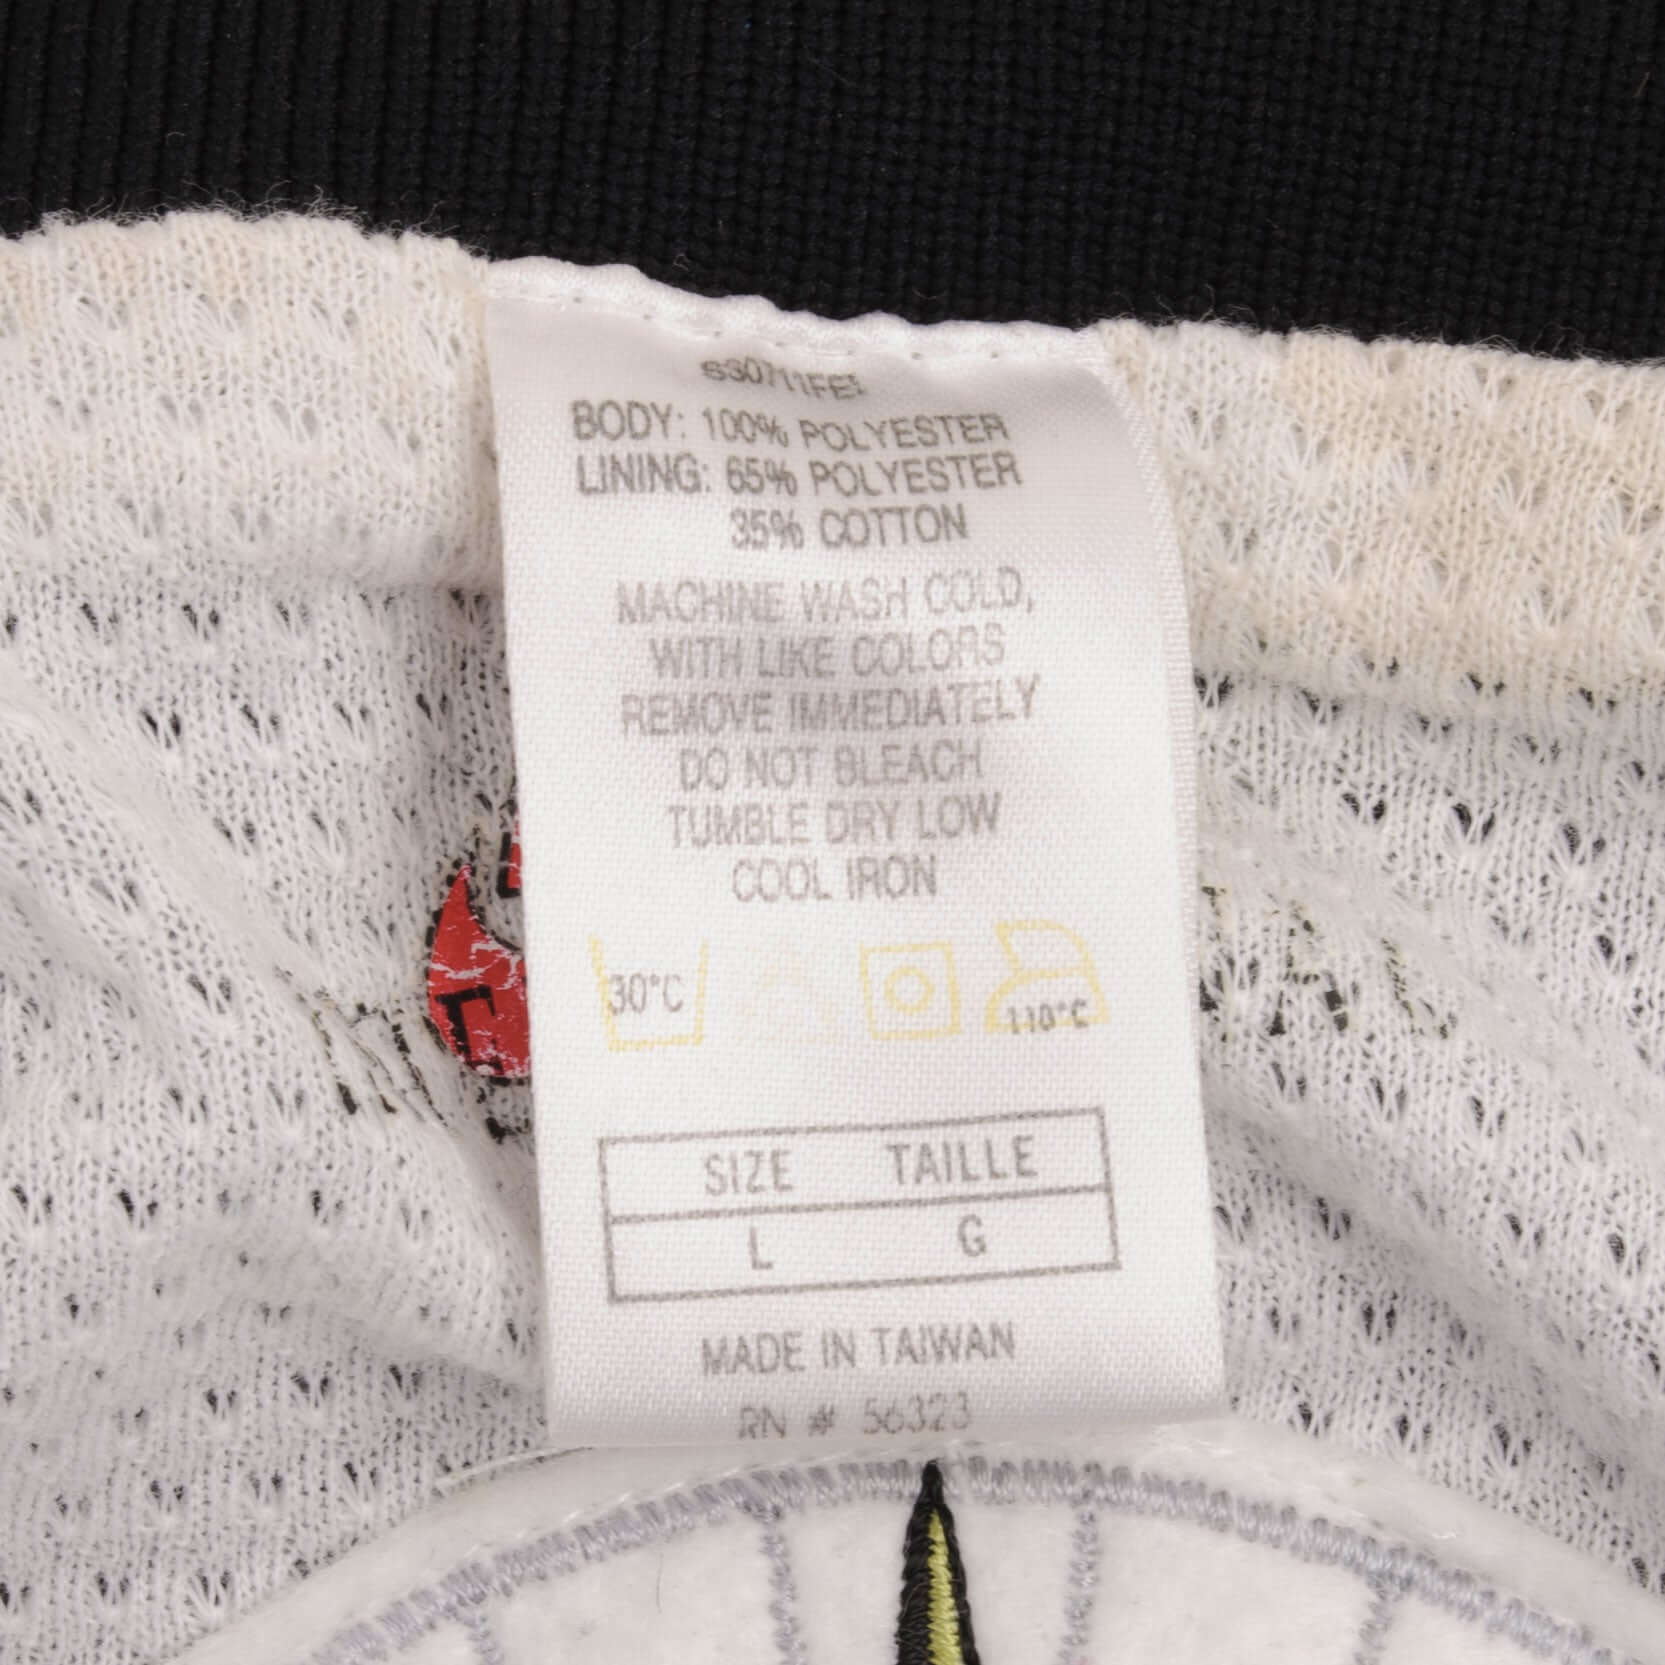 BODY: 100% POLYESTER
LINING: 65% POLYESTER
35% COTTON
MACHINE WASH COLD,
WITH LIKE COLORS
REMOVE IMMEDIATELY
DO NOT BLEACH
TUMBLE DRY LOW
COOL IRON
30°C 110°C
SIZE TAILLE
L G
MADE IN TAIWAN
RN # 56323